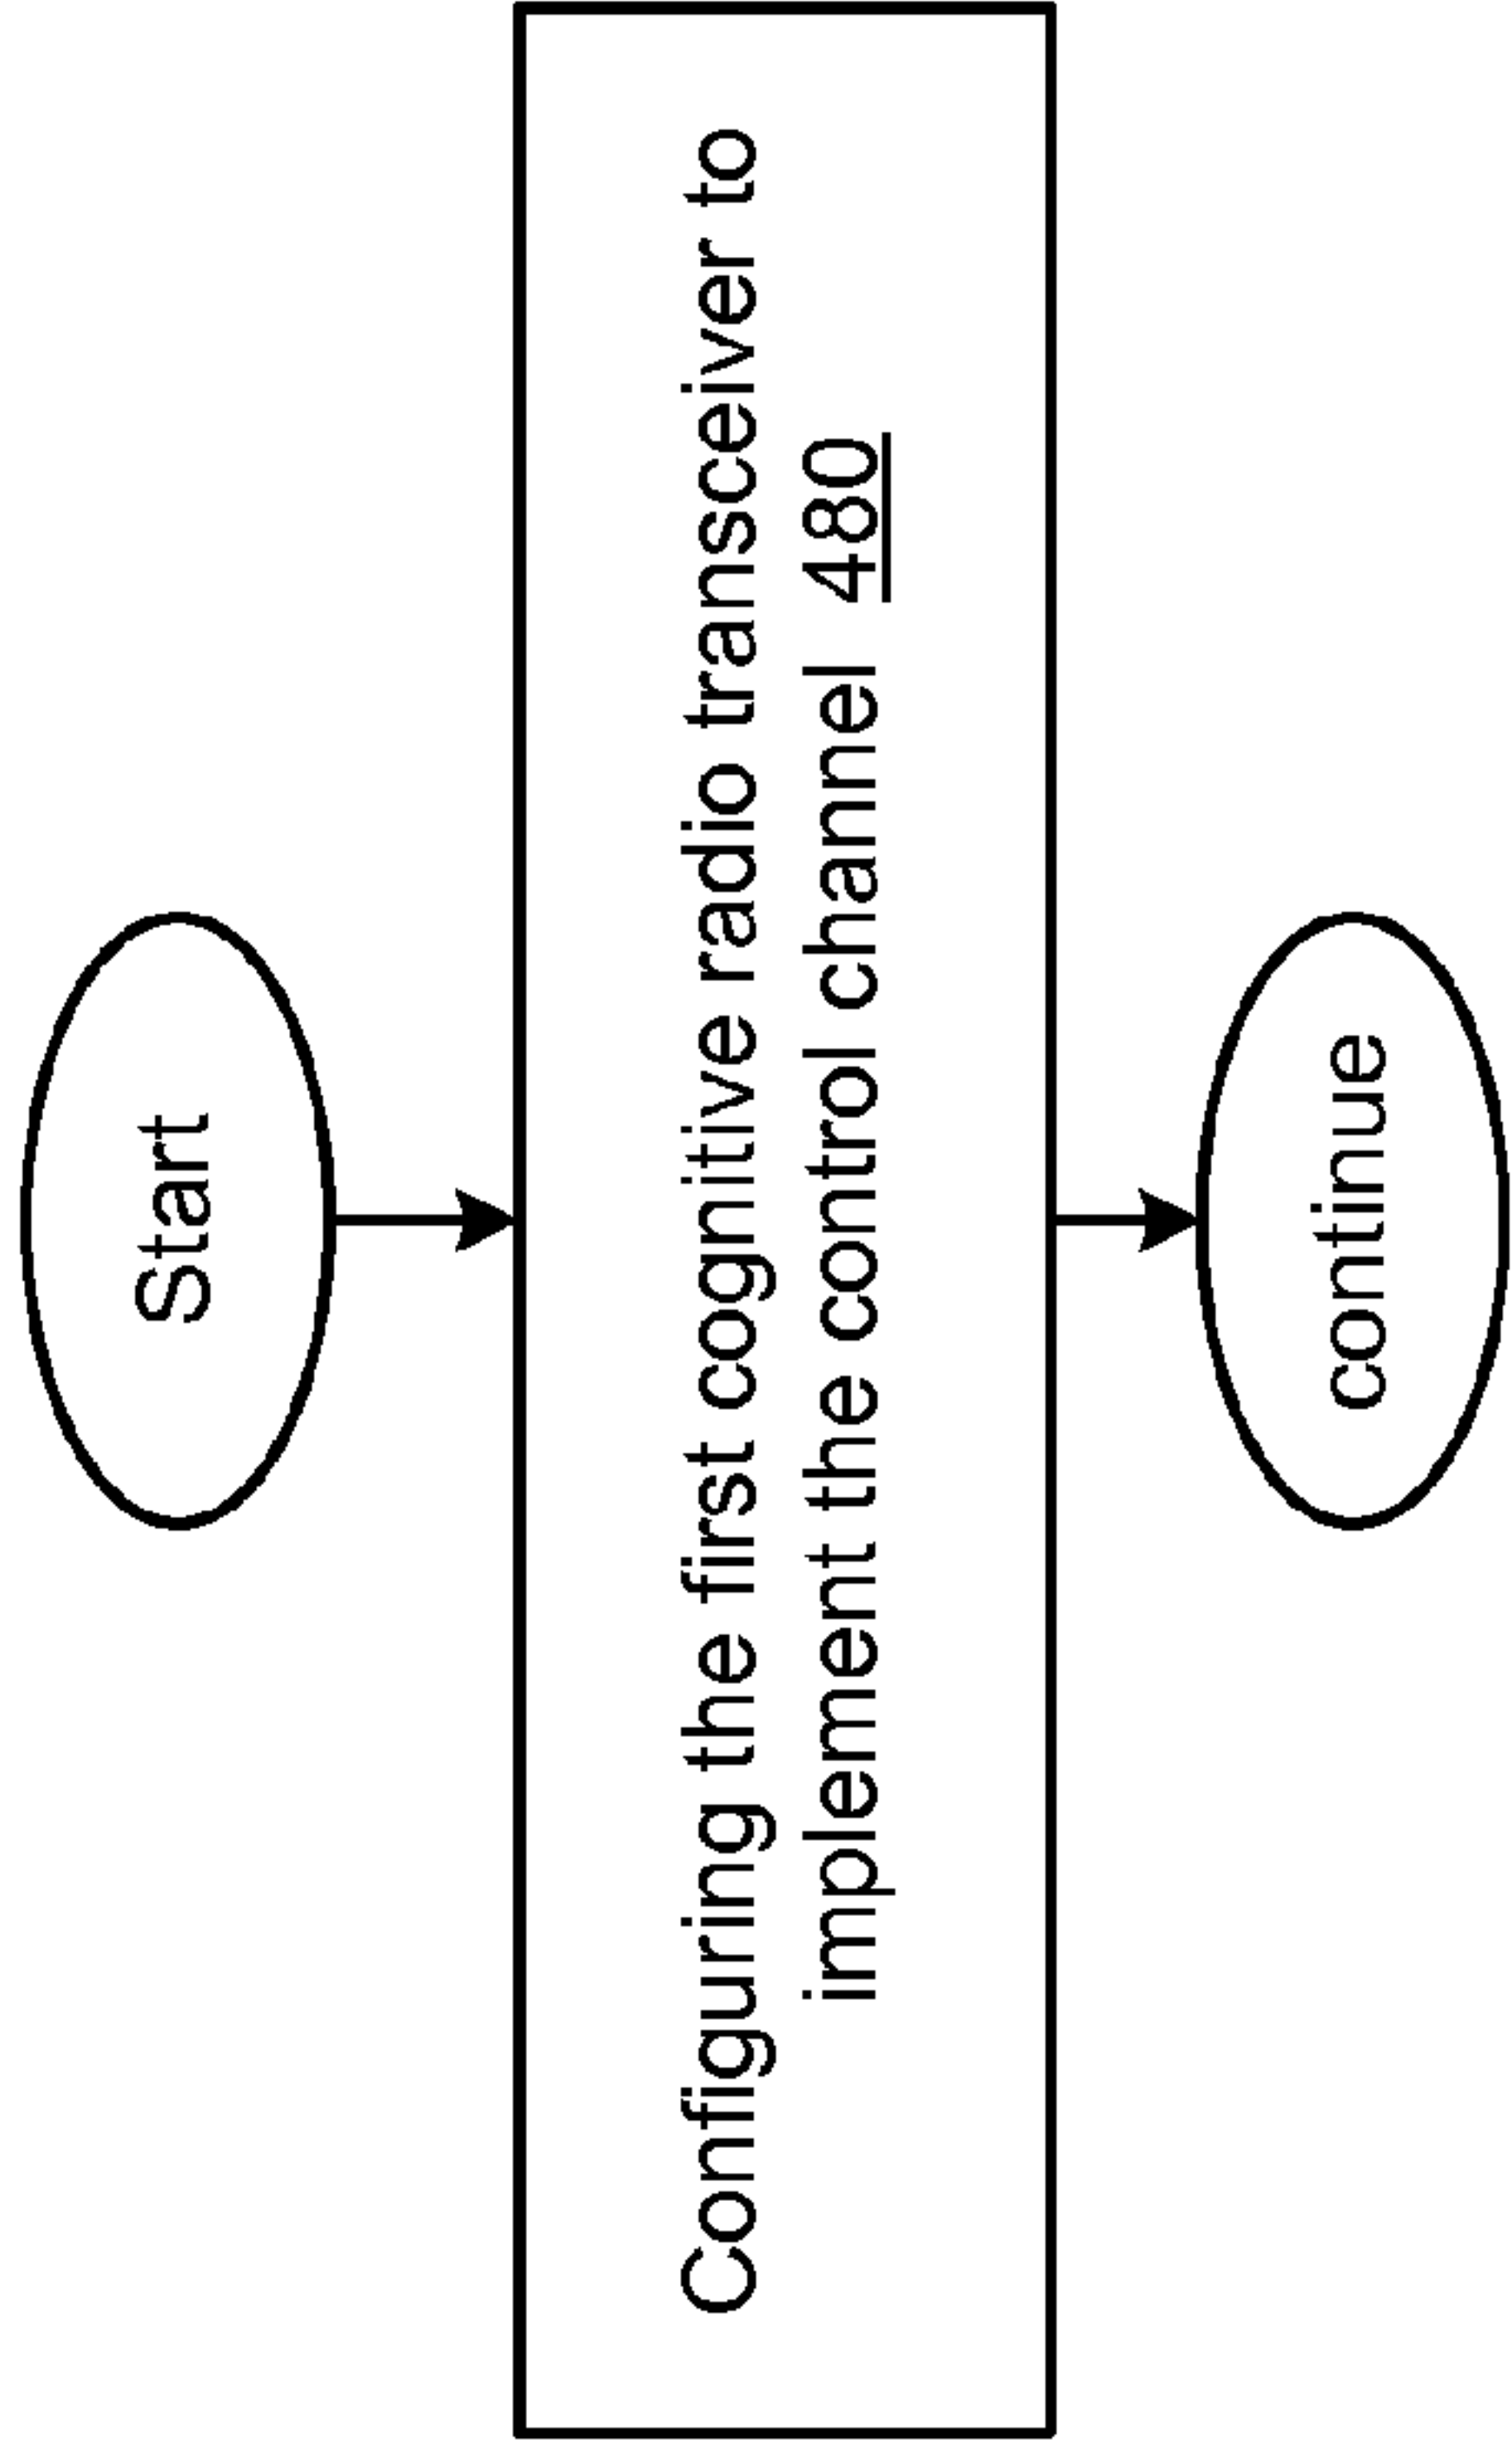 Start
Configuring the first cognitive radio transceiver to
implement the control channel 480
continue